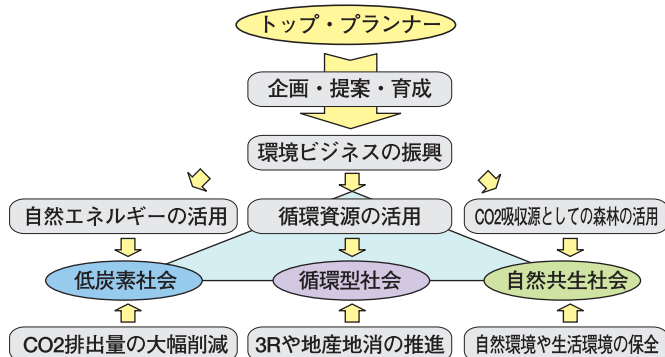 トップ・プランナー
企画・提案・育成
環境ビジネスの振興
自然エネルギーの活用
循環資源の活用
CO2吸収源としての森林の活用
低炭素社会
循環型社会
自然共生社会
CO2排出量の大幅削減
3Rや地産地消の推進
自然環境や生活環境の保全